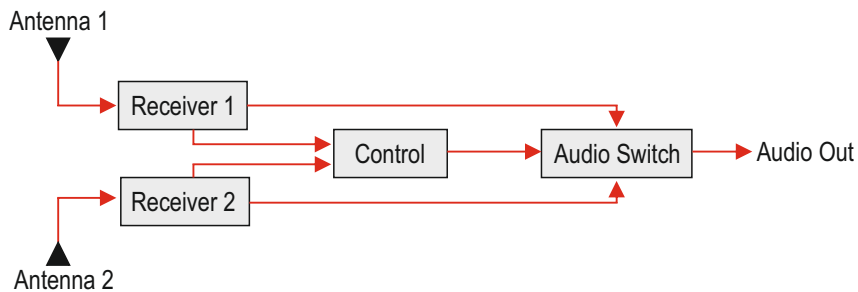 Antenna 1
Receiver 1
Control
Audio Switch
Audio Out
Receiver 2
Antenna 2